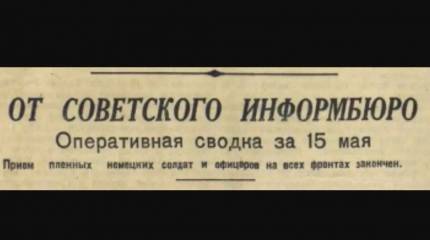 ОТ СОВЕТСКОГО ИНФОРМБЮРО
Оперативная сводка за 15 мая
Прием пленных немецких солдат и офицеров на всех фронтах закончен.